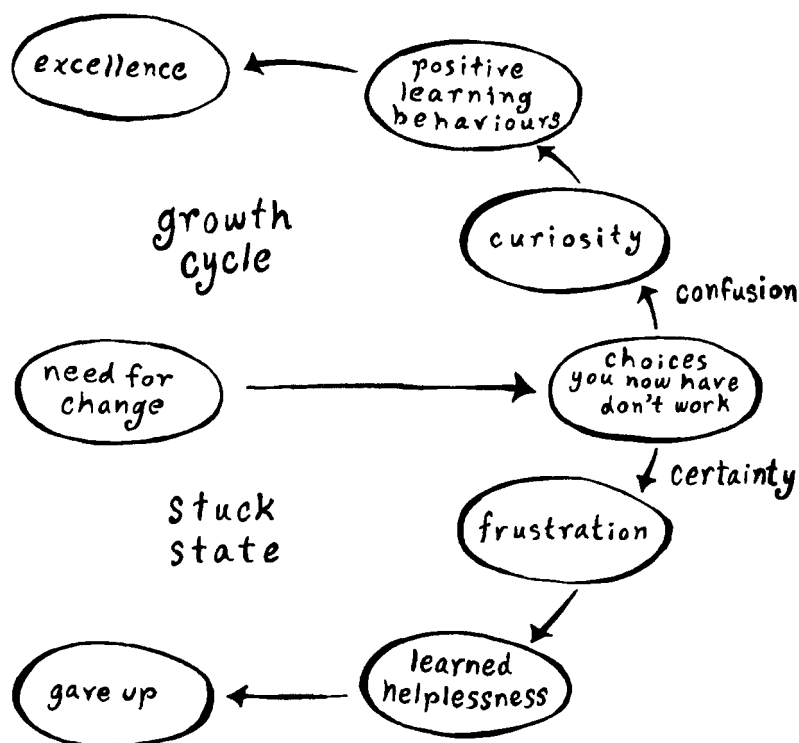 excellence
positive
learning
behaviours
growth
cycle
curiosity
confusion
need for
change
choices
you now have
don't work
certainty
stuck
state
frustration
learned
helplessness
gave up